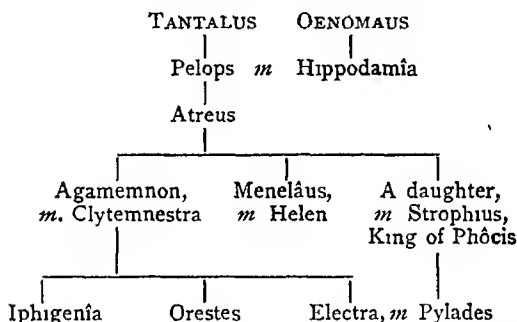 TANTALUS OENOMAUS
Pelops m Hippodamîa
Atreus
Agamemnon, Menelâus, A daughter,
m. Clytemnestra m Helen m Strophius,
King of Phôcis
Iphigenîa Orestes Electra, m Pylades